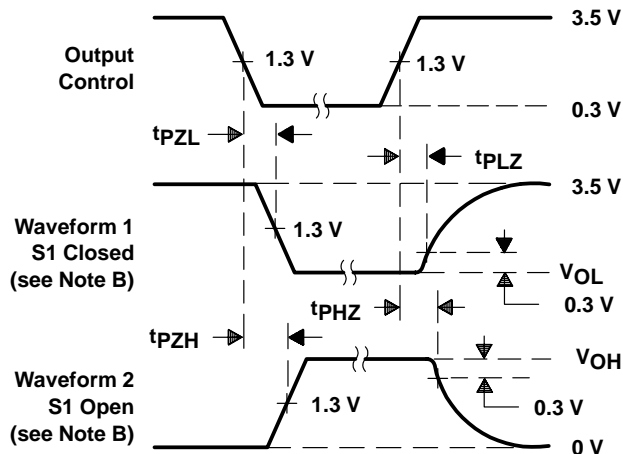 3.5 V
Output
Control
1.3 V
1.3 V
0.3 V
tPZL
tPLZ
3.5 V
Waveform 1
S1 Closed
(see Note B)
1.3 V
VOL
0.3 V
tPHZ
tPZH
VOH
Waveform 2
S1 Open
(see Note B)
1.3 V
0.3 V
0 V